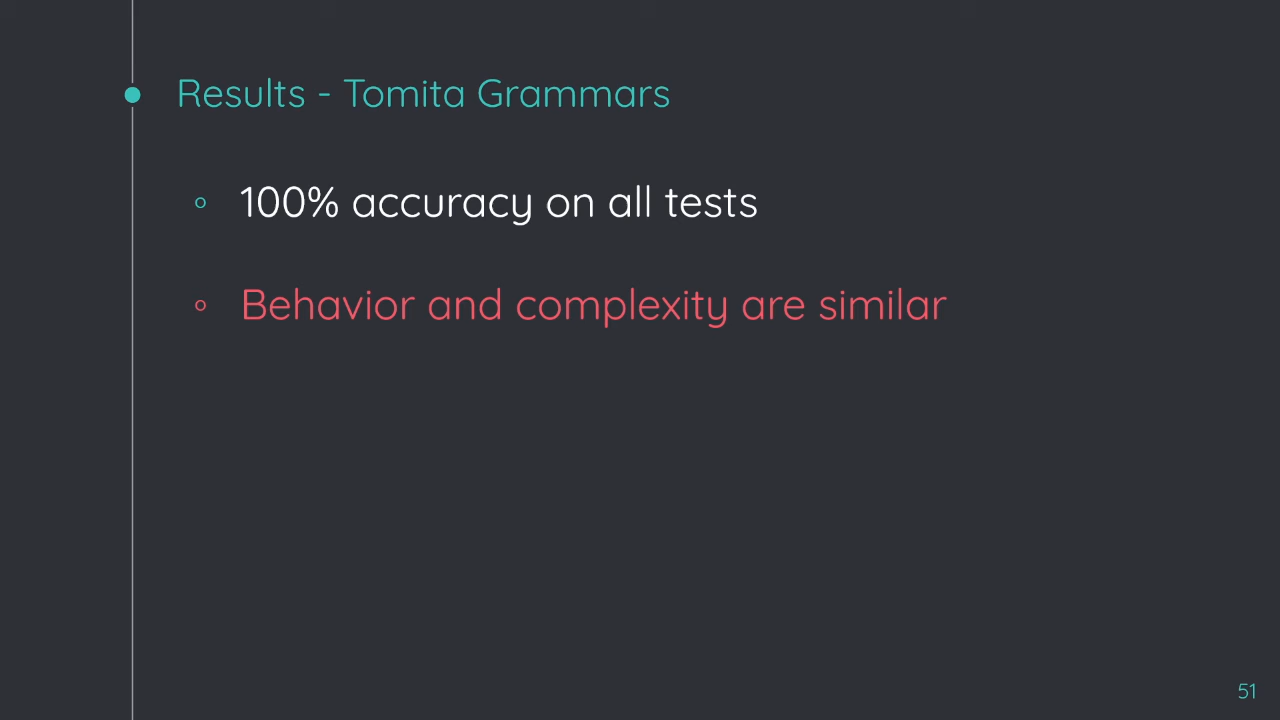 Results - Tomita Grammars
100% accuracy on all tests
Behavior and complexity are similar
51